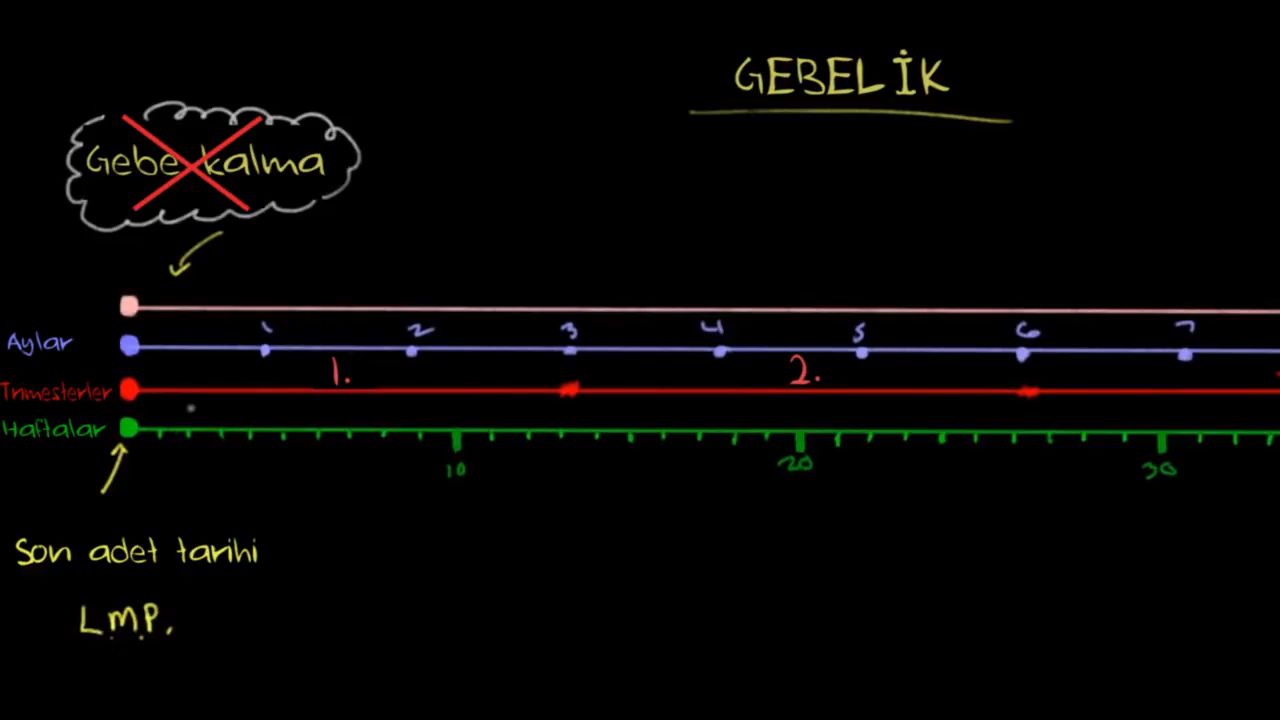 GEBELİK
Gebe kalma
Aylar 1 2 3 4 5 6 7
1. 2.
Trimesterler
Haftalar
10 20 30
Son adet tarihi
L.M.P.